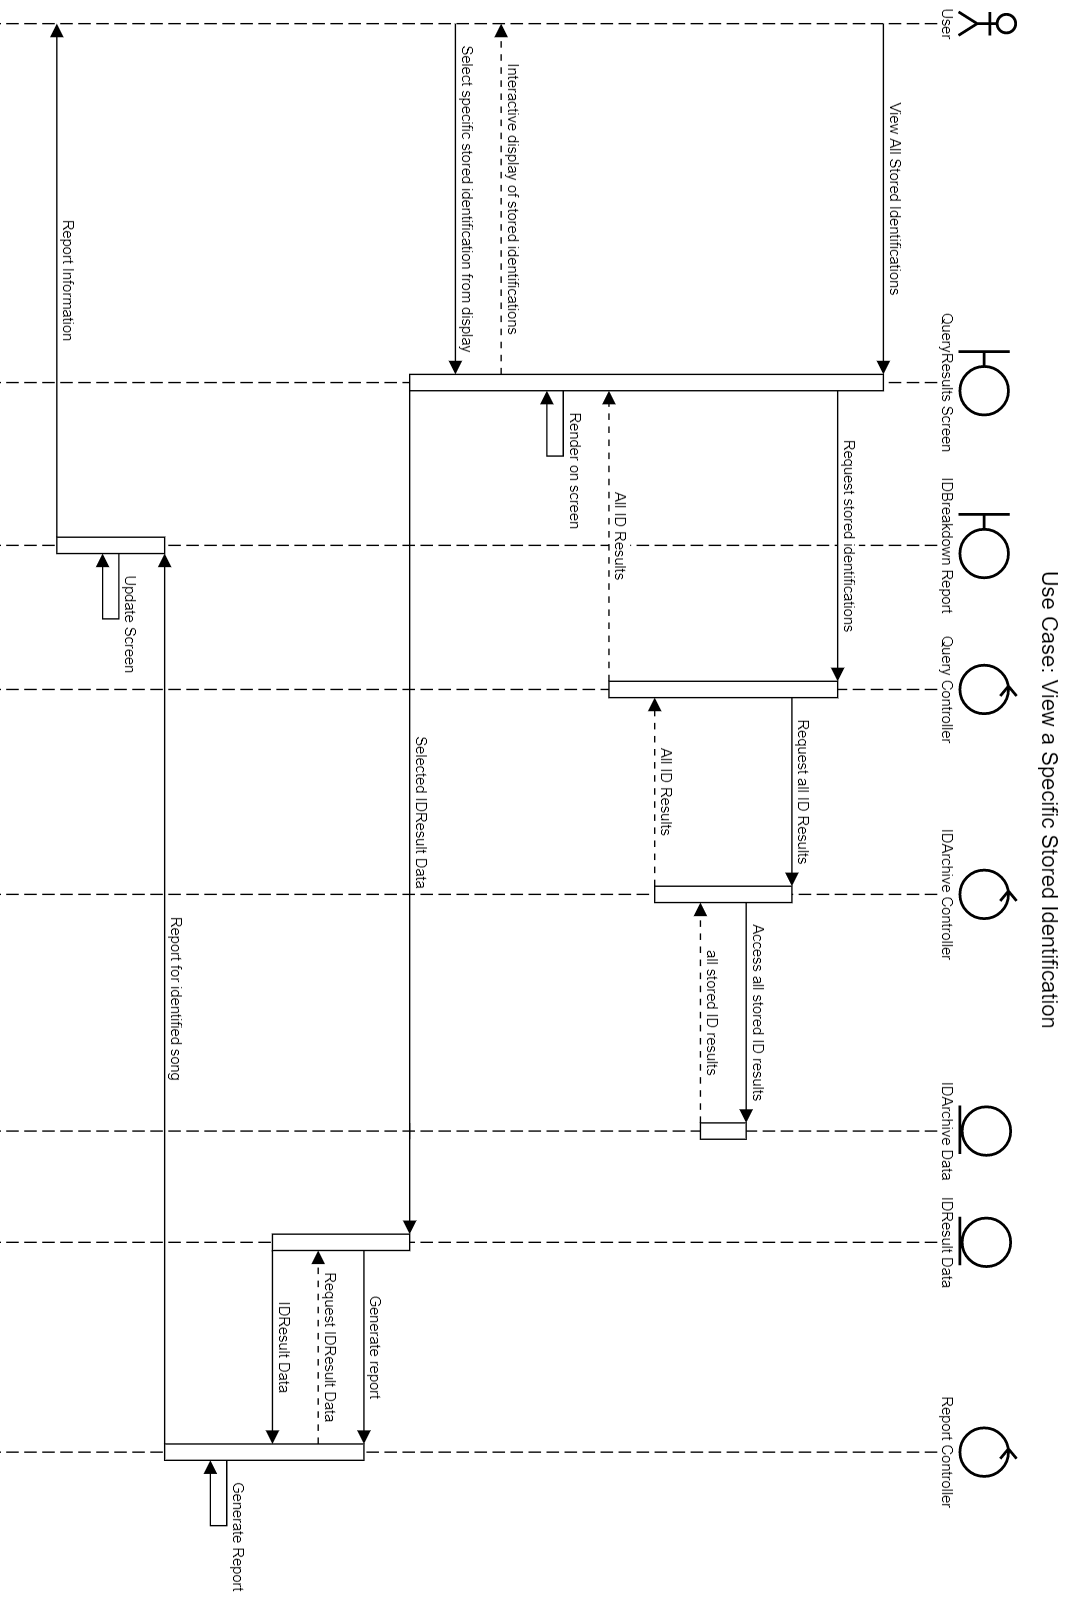 Use Case: View a Specific Stored Identification
User
QueryResults Screen
IDBreakdown Report
Query Controller
IDArchive Controller
IDArchive Data
IDResult Data
Report Controller
View All Stored Identifications
Request stored identifications
Request all ID Results
Access all stored ID results
all stored ID results
All ID Results
All ID Results
Render on screen
Interactive display of stored identifications
Select specific stored identification from display
Selected IDResult Data
Generate report
Request IDResult Data
IDResult Data
Generate Report
Report for identified song
Update Screen
Report Information